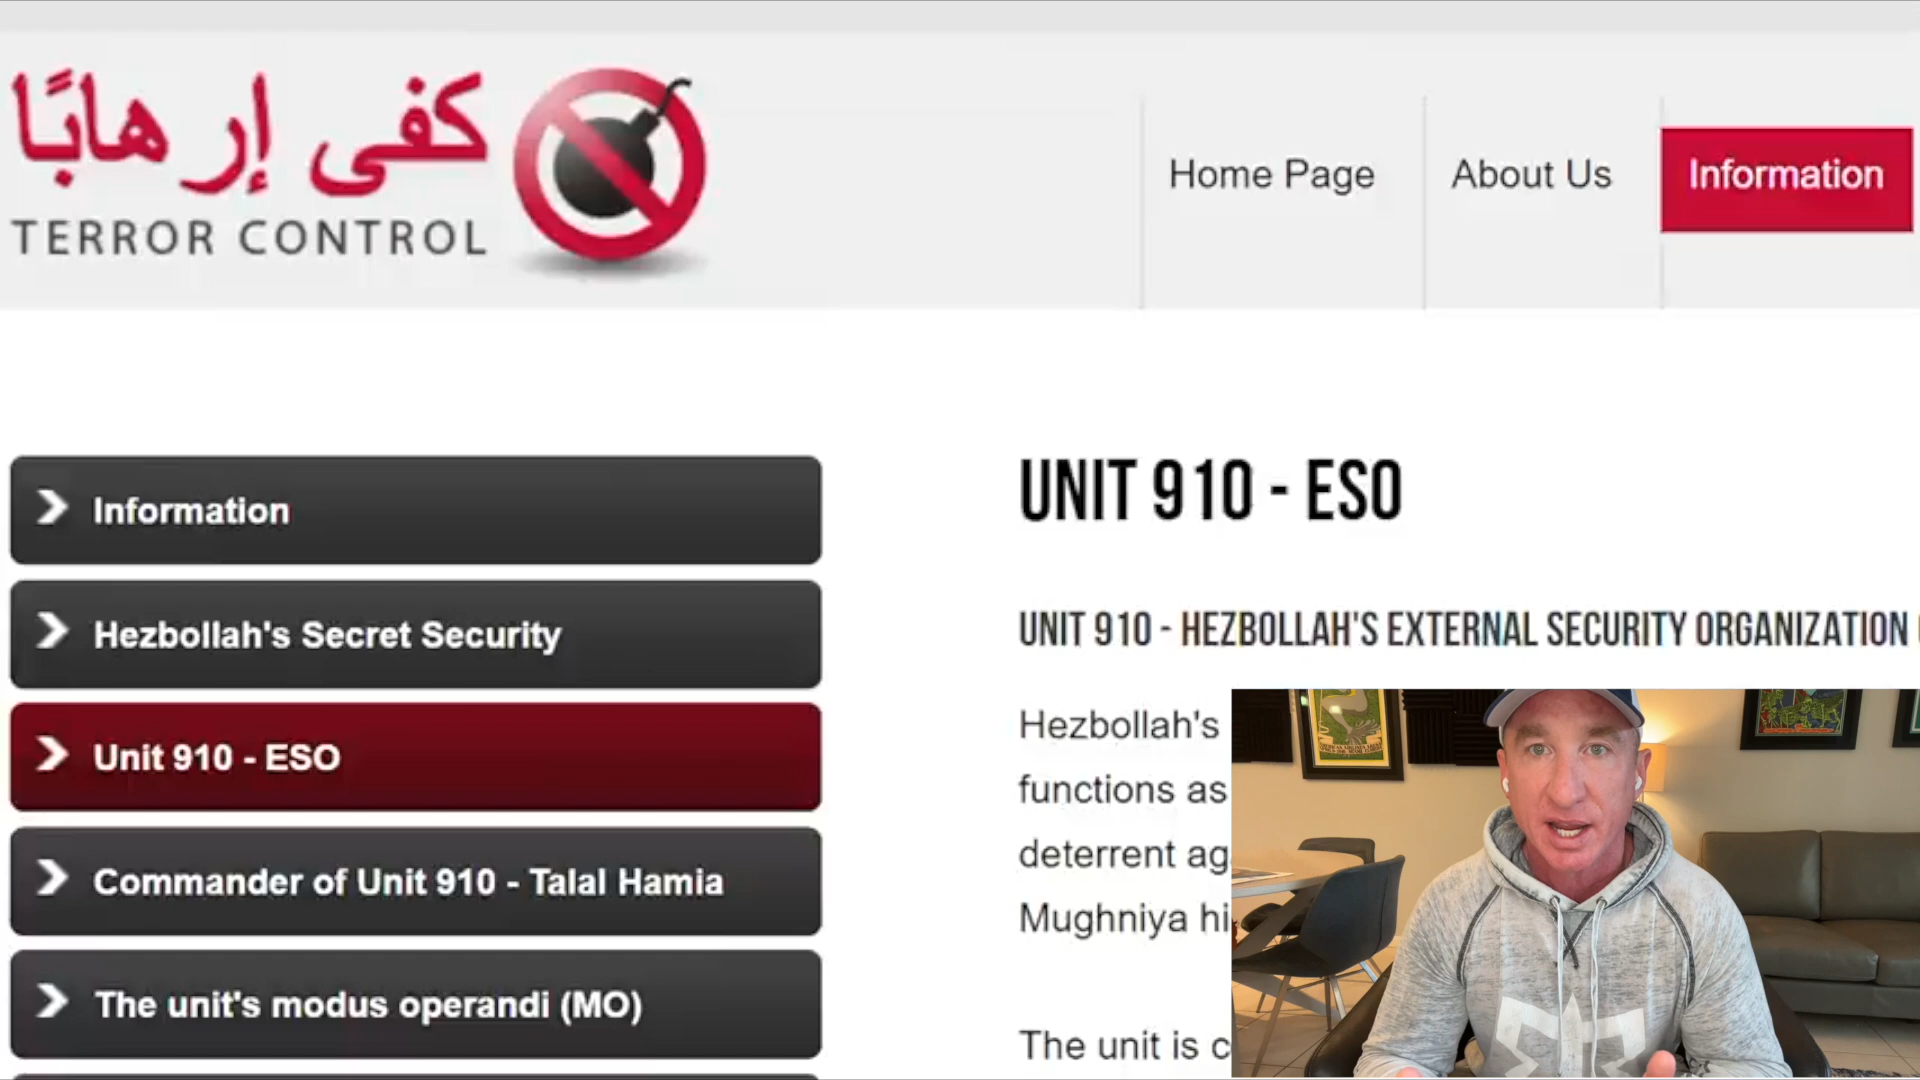 كفى إرهابًا
TERROR CONTROL
Home Page
About Us
Information
Information
Hezbollah's Secret Security
Unit 910 - ESO
Commander of Unit 910 - Talal Hamia
The unit's modus operandi (MO)
UNIT 910 - ESO
UNIT 910 - HEZBOLLAH'S EXTERNAL SECURITY ORGANIZATION
Hezbollah's
functions as
deterrent ag
Mughniya hi
The unit is c